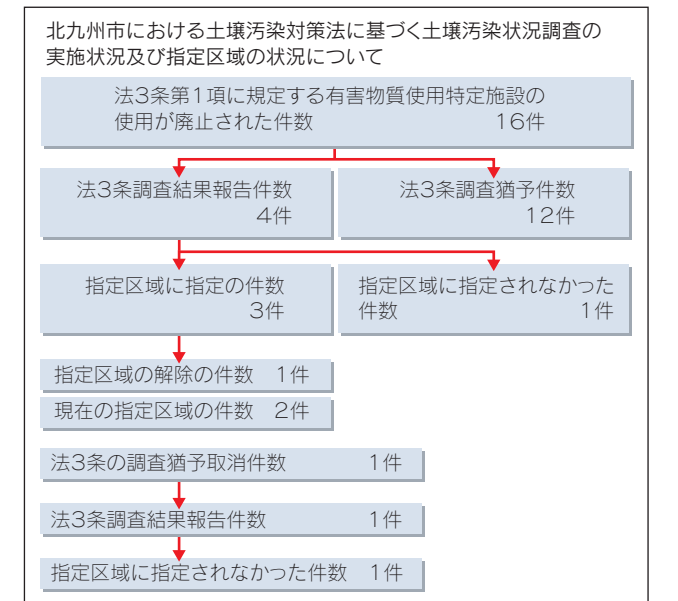 北九州市における土壌汚染対策法に基づく土壌汚染状況調査の
実施状況及び指定区域の状況について
法3条第1項に規定する有害物質使用特定施設の
使用が廃止された件数 16件
法3条調査結果報告件数
4件
法3条調査猶予件数
12件
指定区域に指定の件数
3件
指定区域に指定されなかった
件数 1件
指定区域の解除の件数 1件
現在の指定区域の件数 2件
法3条の調査猶予取消件数 1件
法3条調査結果報告件数 1件
指定区域に指定されなかった件数 1件